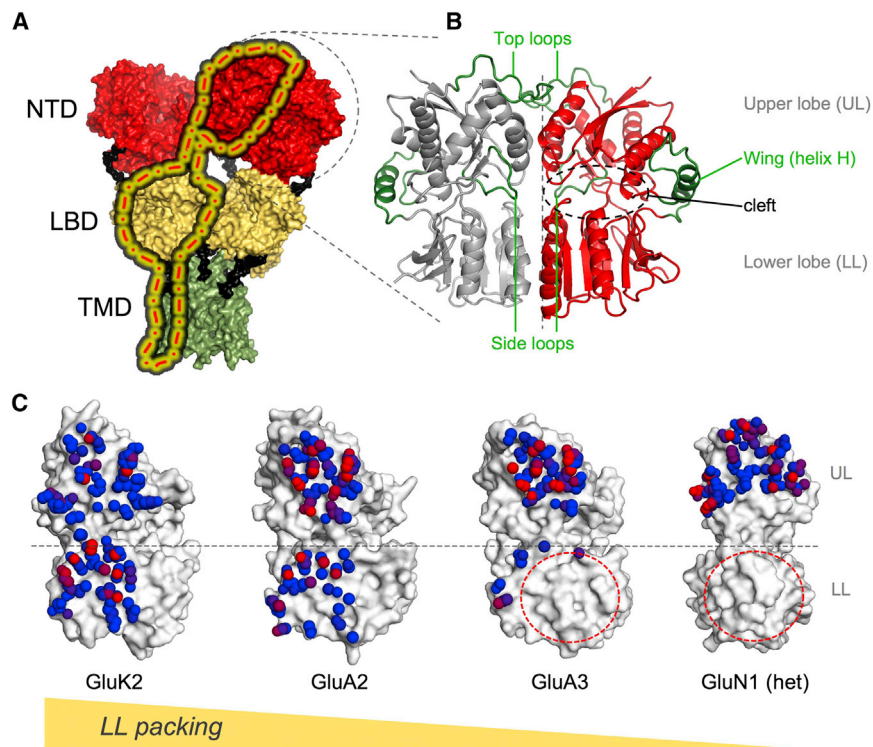 A
NTD
LBD
TMD
B
Top loops
Upper lobe (UL)
Wing (helix H)
cleft
Lower lobe (LL)
Side loops
C
UL
LL
GluK2 GluA2 GluA3 GluN1 (het)
LL packing